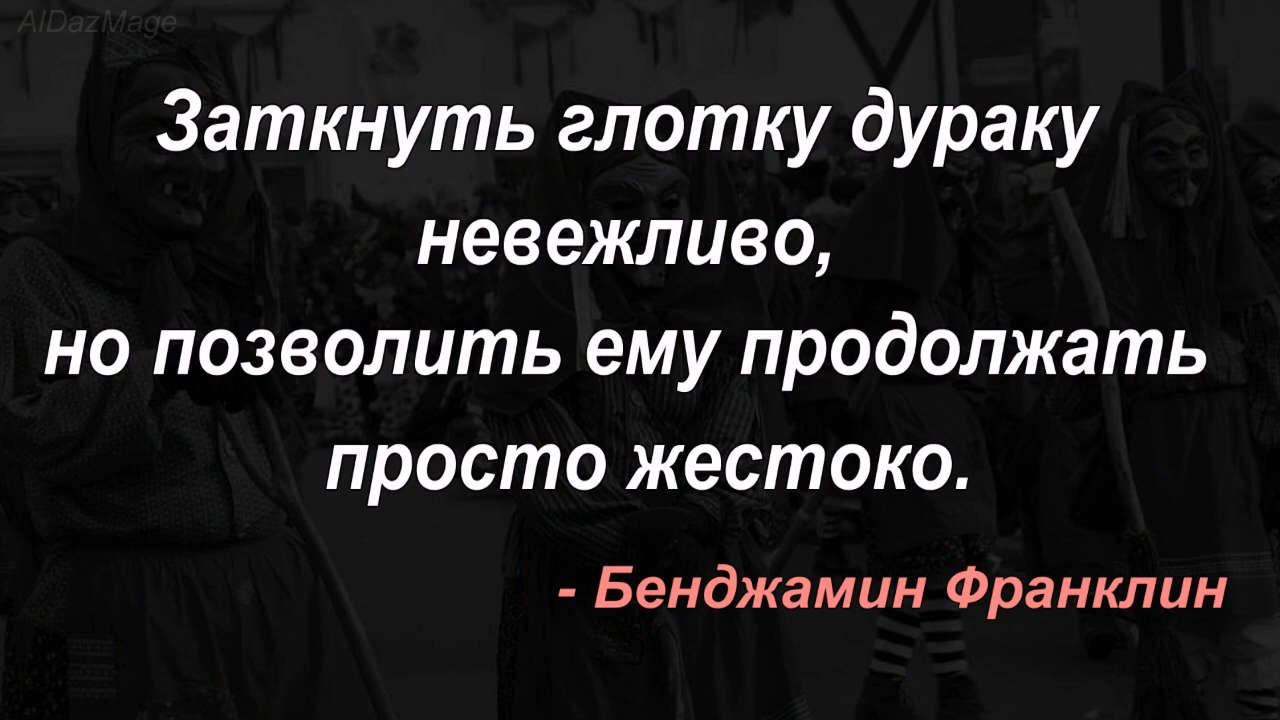 AIDazMage
Заткнуть глотку дураку
невежливо,
но позволить ему продолжать
просто жестоко.
- Бенджамин Франклин